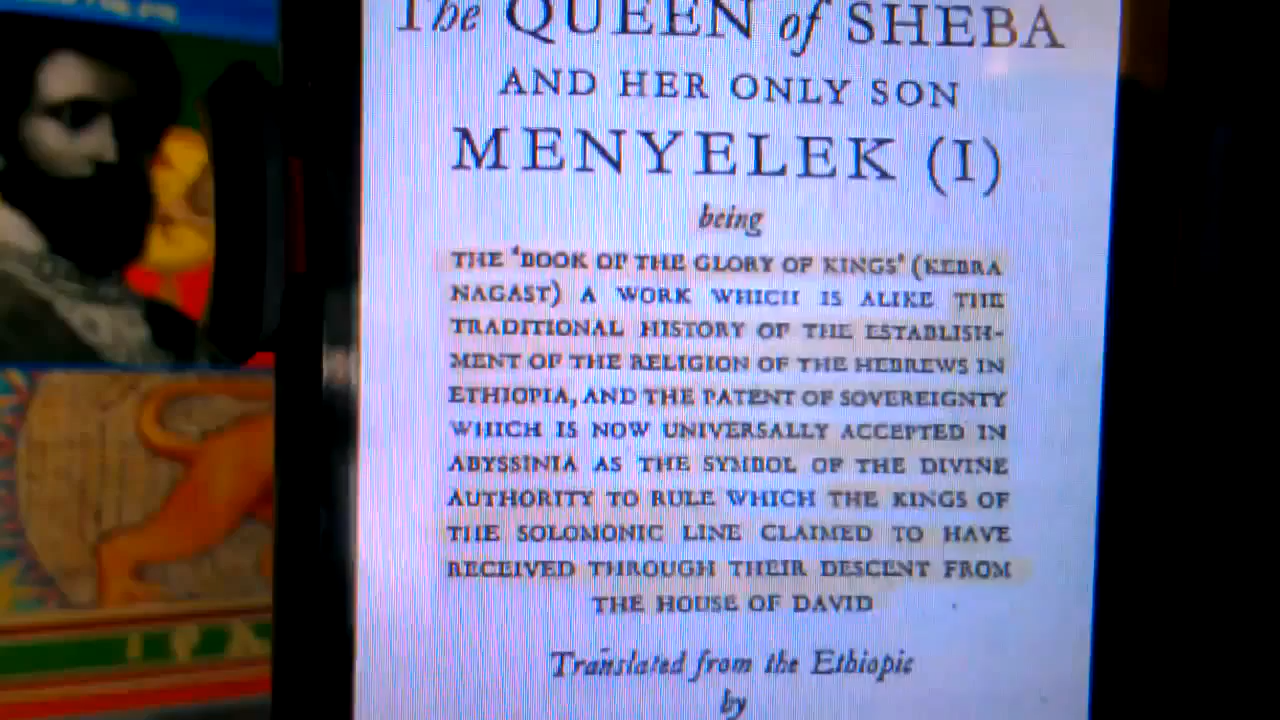 The QUEEN of SHEBA
AND HER ONLY SON
MENYELEK (I)
being
THE 'BOOK OF THE GLORY OF KINGS' (KEBRA
NAGAST) A WORK WHICH IS ALIKE THE
TRADITIONAL HISTORY OF THE ESTABLISH-
MENT OF THE RELIGION OF THE HEBREWS IN
ETHIOPIA, AND THE PATENT OF SOVEREIGNTY
WHICH IS NOW UNIVERSALLY ACCEPTED IN
ABYSSINIA AS THE SYMBOL OF THE DIVINE
AUTHORITY TO RULE WHICH THE KINGS OF
THE SOLOMONIC LINE CLAIMED TO HAVE
RECEIVED THROUGH THEIR DESCENT FROM
THE HOUSE OF DAVID
Translated from the Ethiopic
by